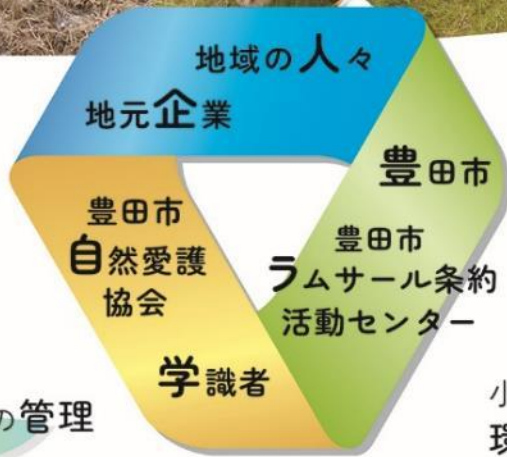 地域の人々
地元企業
豊田市
豊田市
ラムサール条約
活動センター
豊田市
自然愛護
協会
学識者
の管理
小
環